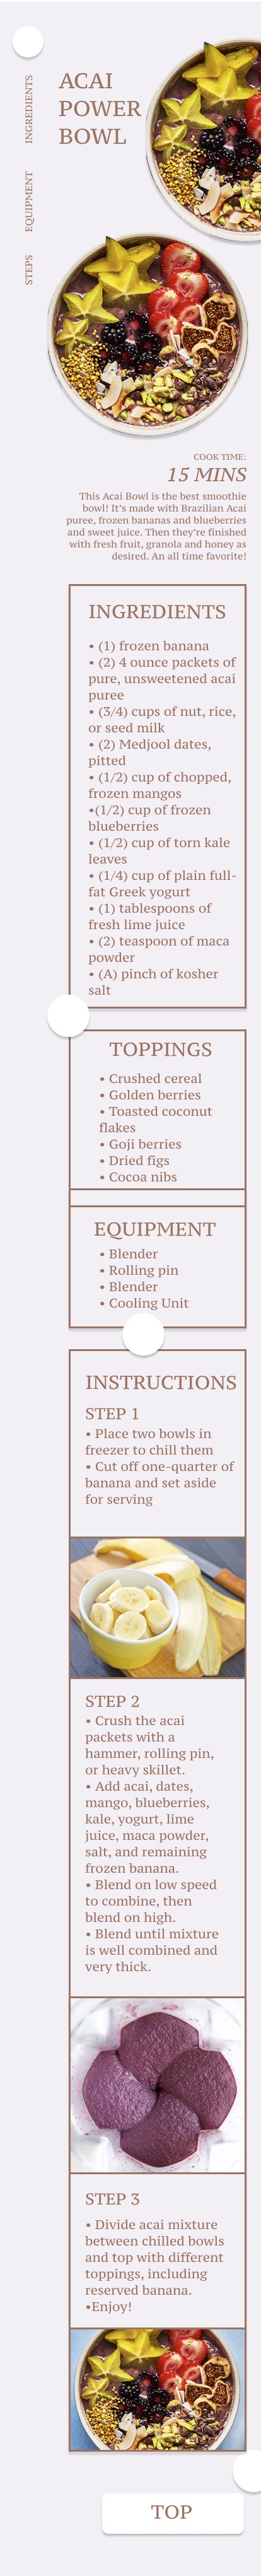 ACAI
POWER
BOWL
INGREDIENTS
EQUIPMENT
STEPS
COOK TIME:
15 MINS
This Acai Bowl is the best smoothie
bowl! It's made with Brazilian Acai
puree, frozen bananas and blueberries
and sweet juice. Then they're finished
with fresh fruit, granola and honey as
desired. An all time favorite!
INGREDIENTS
• (1) frozen banana
• (2) 4 ounce packets of
pure, unsweetened acai
puree
• (3/4) cups of nut, rice,
or seed milk
• (2) Medjool dates,
pitted
• (1/2) cup of chopped,
frozen mangos
•(1/2) cup of frozen
blueberries
• (1/2) cup of torn kale
leaves
• (1/4) cup of plain full-
fat Greek yogurt
• (1) tablespoons of
fresh lime juice
• (2) teaspoon of maca
powder
• (A) pinch of kosher
salt
TOPPINGS
• Crushed cereal
• Golden berries
• Toasted coconut
flakes
• Goji berries
• Dried figs
• Cocoa nibs
EQUIPMENT
• Blender
• Rolling pin
• Blender
• Cooling Unit
INSTRUCTIONS
STEP 1
• Place two bowls in
freezer to chill them
• Cut off one-quarter of
banana and set aside
for serving
STEP 2
• Crush the acai
packets with a
hammer, rolling pin,
or heavy skillet.
• Add acai, dates,
mango, blueberries,
kale, yogurt, lime
juice, maca powder,
salt, and remaining
frozen banana.
• Blend on low speed
to combine, then
blend on high.
• Blend until mixture
is well combined and
very thick.
STEP 3
• Divide acai mixture
between chilled bowls
and top with different
toppings, including
reserved banana.
•Enjoy!
TOP